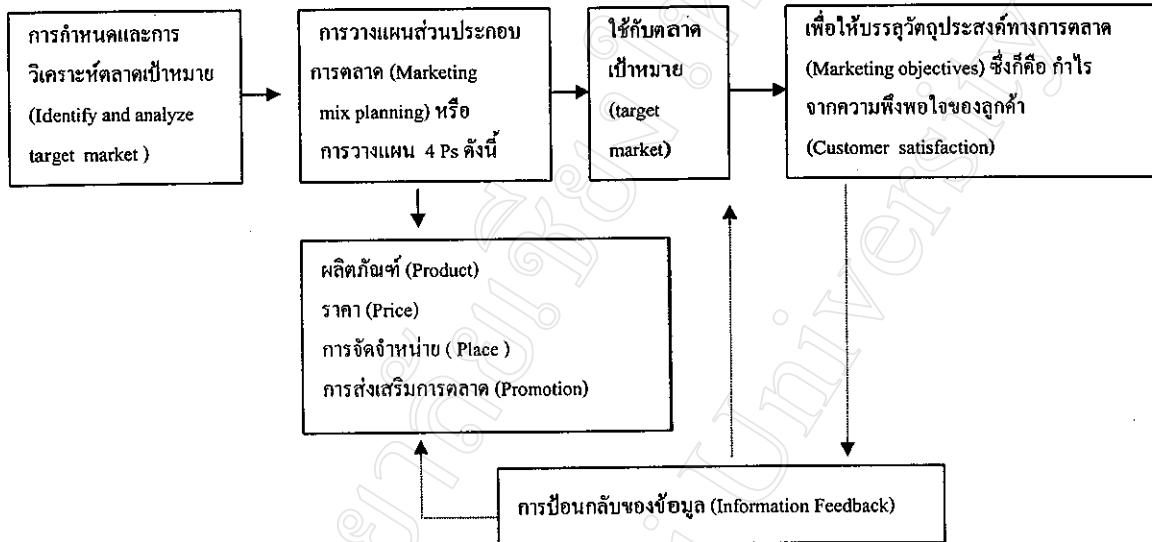 การกำหนดและการ
วิเคราะห์ตลาดเป้าหมาย
(Identify and analyze
target market )
การวางแผนส่วนประกอบ
การตลาด (Marketing
mix planning) หรือ
การวางแผน 4 Ps ดังนี้
ใช้กับตลาด
เป้าหมาย
(target
market)
เพื่อให้บรรลุวัตถุประสงค์ทางการตลาด
(Marketing objectives) ซึ่งก็คือ กำไร
จากความพึงพอใจของลูกค้า
(Customer satisfaction)
ผลิตภัณฑ์ (Product)
ราคา (Price)
การจัดจำหน่าย ( Place )
การส่งเสริมการตลาด (Promotion)
การป้อนกลับของข้อมูล (Information Feedback)
University